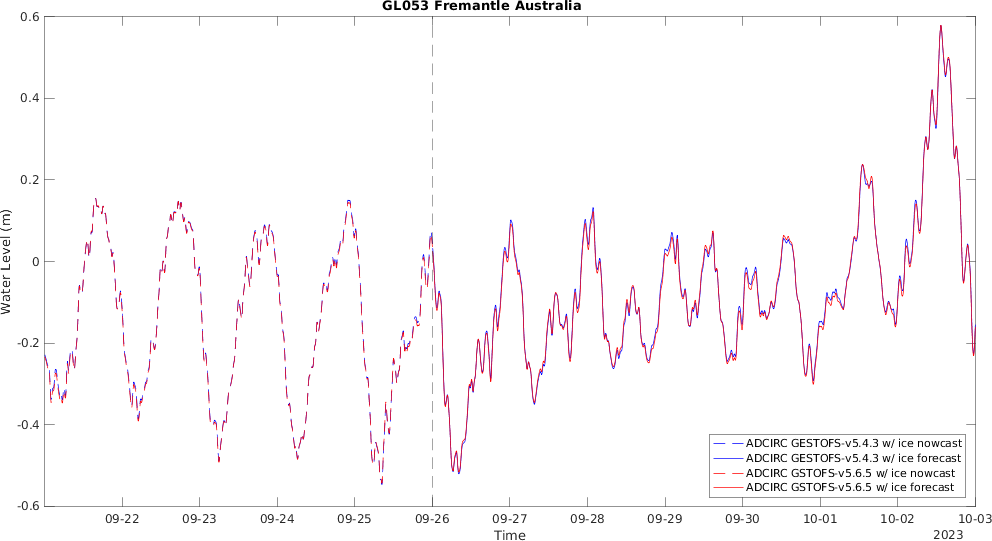 GL053 Fremantle Australia
0.6
0.4
0.2
0
-0.2
-0.4
-0.6
Water Level (m)
09-22 09-23 09-24 09-25 09-26 09-27 09-28 09-29 09-30 10-01 10-02 10-03
Time
2023
ADCIRC GESTOFS-v5.4.3 w/ ice nowcast
ADCIRC GESTOFS-v5.4.3 w/ ice forecast
ADCIRC GSTOFS-v5.6.5 w/ ice nowcast
ADCIRC GSTOFS-v5.6.5 w/ ice forecast